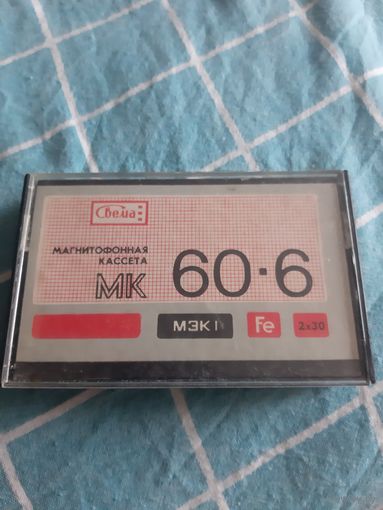 Свема
МАГНИТОФОННАЯ
КАССЕТА
МК 60·6
МЭК I Fe 2x30